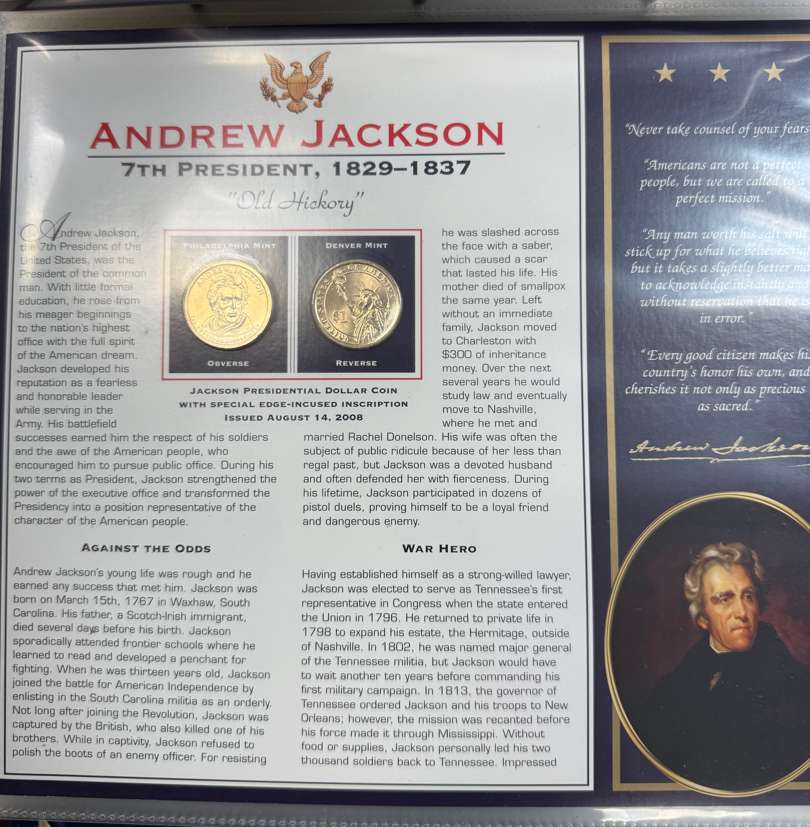 ANDREW JACKSON
7TH PRESIDENT, 1829–1837
"Old Hickory"
Andrew Jackson,
the 7th President of the
United States, was the
President of the common
man. With little formal
education, he rose from
his meager beginnings
to the nation's highest
office with the full spirit
of the American dream.
Jackson developed his
reputation as a fearless
and honorable leader
while serving in the
Army. His battlefield
successes earned him the respect of his soldiers
and the awe of the American people, who
encouraged him to pursue public office. During his
two terms as President, Jackson strengthened the
power of the executive office and transformed the
Presidency into a position representative of the
character of the American people.
PHILADELPHIA MINT
OBVERSE
DENVER MINT
$1
REVERSE
JACKSON PRESIDENTIAL DOLLAR COIN
WITH SPECIAL EDGE-INCUSED INSCRIPTION
ISSUED AUGUST 14, 2008
AGAINST THE ODDS
Andrew Jackson's young life was rough and he
earned any success that met him. Jackson was
born on March 15th, 1767 in Waxhaw, South
Carolina. His father, a Scotch-Irish immigrant,
died several days before his birth. Jackson
sporadically attended frontier schools where he
learned to read and developed a penchant for
fighting. When he was thirteen years old, Jackson
joined the battle for American Independence by
enlisting in the South Carolina militia as an orderly.
Not long after joining the Revolution, Jackson was
captured by the British, who also killed one of his
brothers. While in captivity, Jackson refused to
polish the boots of an enemy officer. For resisting
he was slashed across
the face with a saber,
which caused a scar
that lasted his life. His
mother died of smallpox
the same year. Left
without an immediate
family, Jackson moved
to Charleston with
$300 of inheritance
money. Over the next
several years he would
study law and eventually
move to Nashville,
where he met and
married Rachel Donelson. His wife was often the
subject of public ridicule because of her less than
regal past, but Jackson was a devoted husband
and often defended her with fierceness. During
his lifetime, Jackson participated in dozens of
pistol duels, proving himself to be a loyal friend
and dangerous enemy.
WAR HERO
Having established himself as a strong-willed lawyer,
Jackson was elected to serve as Tennessee's first
representative in Congress when the state entered
the Union in 1796. He returned to private life in
1798 to expand his estate, the Hermitage, outside
of Nashville. In 1802, he was named major general
of the Tennessee militia, but Jackson would have
to wait another ten years before commanding his
first military campaign. In 1813, the governor of
Tennessee ordered Jackson and his troops to New
Orleans; however, the mission was recanted before
his force made it through Mississippi. Without
food or supplies, Jackson personally led his two
thousand soldiers back to Tennessee. Impressed
"Never take counsel of your fears
"Americans are not a perfect
people, but we are called to a
perfect mission."
"Any man worth his salt will
stick up for what he believes
but it takes a slightly better
to acknowledge instantly
without reservation that he
in error."
"Every good citizen makes his
country's honor his own, and
cherishes it not only as precious
as sacred."
Andrew Jackson